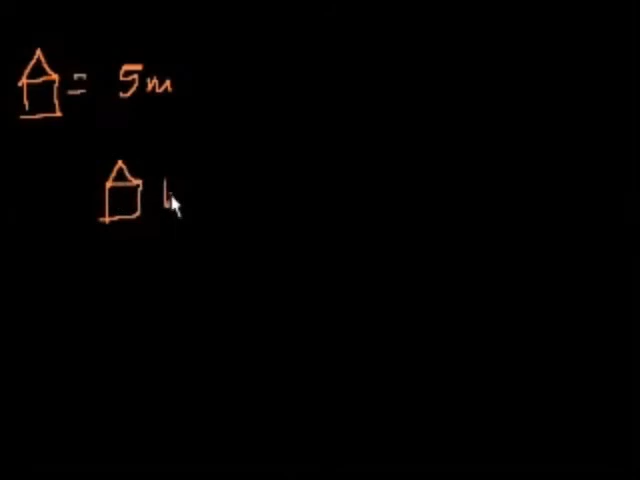 = 5m